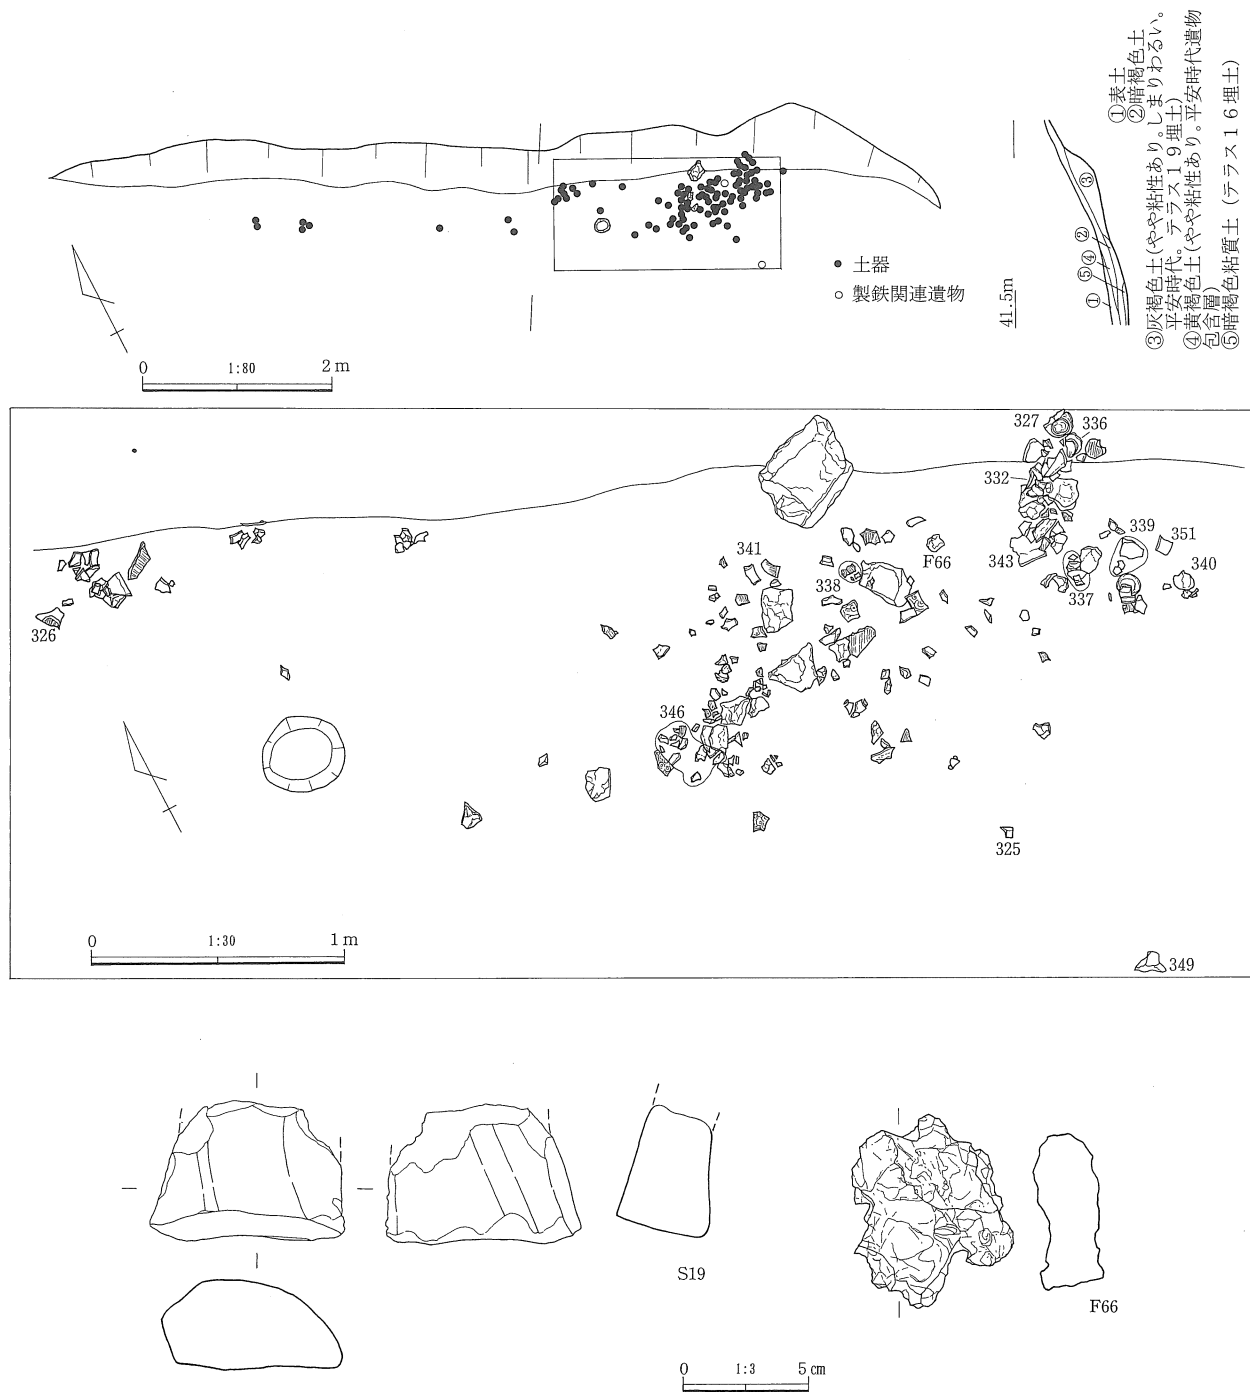 ①表土
②暗褐色土
③灰褐色土(やや粘性あり。しまりわるい。
平安時代。テラス１９埋土)
④黄褐色土(やや粘性あり。平安時代遺物
包含層)
⑤暗褐色粘質土(テラス１６埋土)
③
②
④
⑤
①
41.5m
● 土器
○ 製鉄関連遺物
0 1:80 2m
327
336
332
339
351
341
F66
343
340
338
337
326
346
325
0 1:30 1m
349
S19
F66
0 1:3 5cm